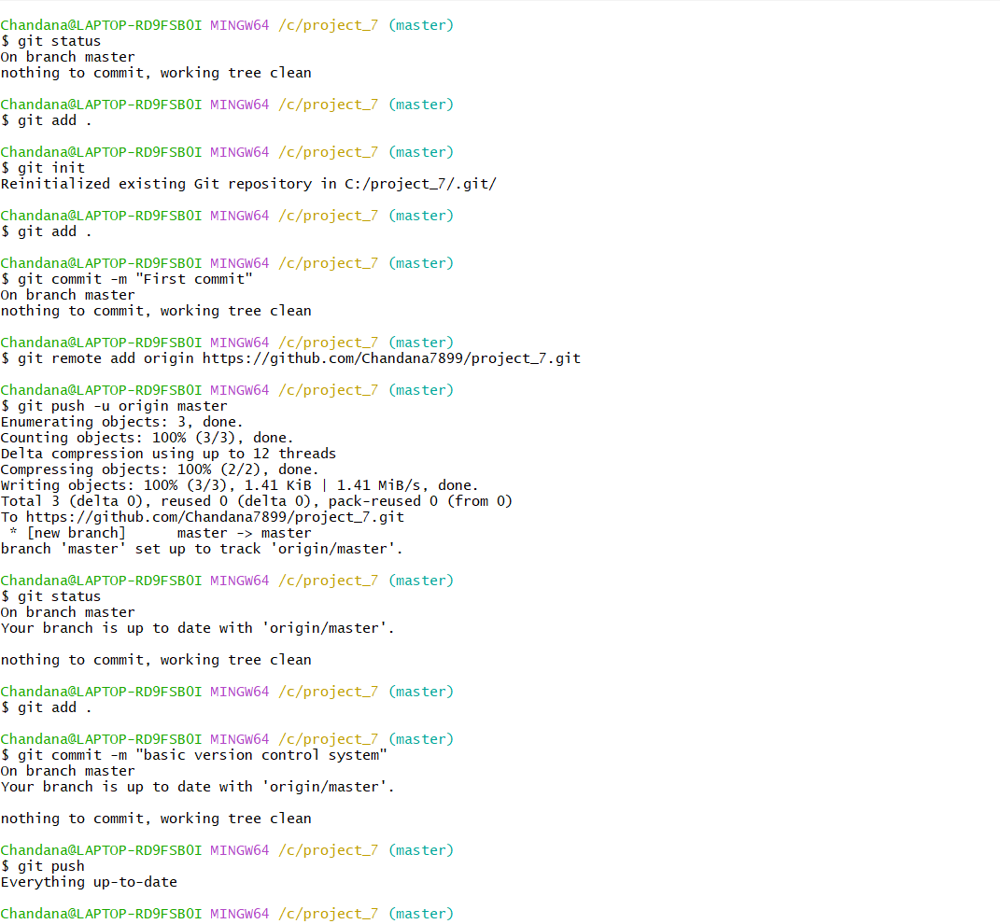 Chandana@LAPTOP-RD9FSB0I MINGW64 /c/project_7 (master)
$ git status
On branch master
nothing to commit, working tree clean
Chandana@LAPTOP-RD9FSB0I MINGW64 /c/project_7 (master)
$ git add .
Chandana@LAPTOP-RD9FSB0I MINGW64 /c/project_7 (master)
$ git init
Reinitialized existing Git repository in C:/project_7/.git/
Chandana@LAPTOP-RD9FSB0I MINGW64 /c/project_7 (master)
$ git add .
Chandana@LAPTOP-RD9FSB0I MINGW64 /c/project_7 (master)
$ git commit -m "First commit"
On branch master
nothing to commit, working tree clean
Chandana@LAPTOP-RD9FSB0I MINGW64 /c/project_7 (master)
$ git remote add origin https://github.com/Chandana7899/project_7.git
Chandana@LAPTOP-RD9FSB0I MINGW64 /c/project_7 (master)
$ git push -u origin master
Enumerating objects: 3, done.
Counting objects: 100% (3/3), done.
Delta compression using up to 12 threads
Compressing objects: 100% (2/2), done.
Writing objects: 100% (3/3), 1.41 KiB | 1.41 MiB/s, done.
Total 3 (delta 0), reused 0 (delta 0), pack-reused 0 (from 0)
To https://github.com/Chandana7899/project_7.git
 * [new branch]      master -> master
branch 'master' set up to track 'origin/master'.
Chandana@LAPTOP-RD9FSB0I MINGW64 /c/project_7 (master)
$ git status
On branch master
Your branch is up to date with 'origin/master'.
nothing to commit, working tree clean
Chandana@LAPTOP-RD9FSB0I MINGW64 /c/project_7 (master)
$ git add .
Chandana@LAPTOP-RD9FSB0I MINGW64 /c/project_7 (master)
$ git commit -m "basic version control system"
On branch master
Your branch is up to date with 'origin/master'.
nothing to commit, working tree clean
Chandana@LAPTOP-RD9FSB0I MINGW64 /c/project_7 (master)
$ git push
Everything up-to-date
Chandana@LAPTOP-RD9FSB0I MINGW64 /c/project_7 (master)